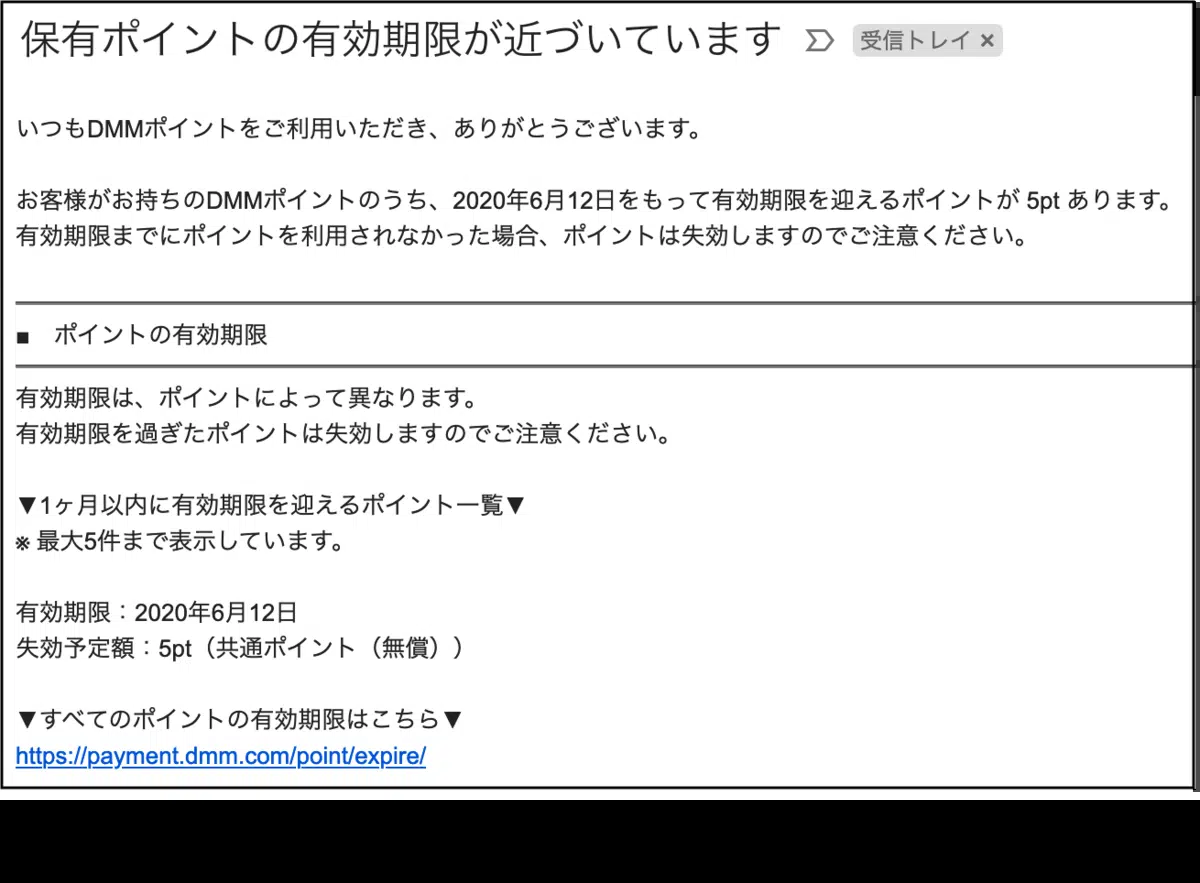 保有ポイントの有効期限が近づいています 受信トレイ ×
いつもDMMポイントをご利用いただき、ありがとうございます。
お客様がお持ちのDMMポイントのうち、2020年6月12日をもって有効期限を迎えるポイントが 5pt あります。
有効期限までにポイントを利用されなかった場合、ポイントは失効しますのでご注意ください。
■ ポイントの有効期限
有効期限は、ポイントによって異なります。
有効期限を過ぎたポイントは失効しますのでご注意ください。
▼1ヶ月以内に有効期限を迎えるポイント一覧▼
※ 最大5件まで表示しています。
有効期限：2020年6月12日
失効予定額：5pt（共通ポイント（無償））
▼すべてのポイントの有効期限はこちら▼
https://payment.dmm.com/point/expire/